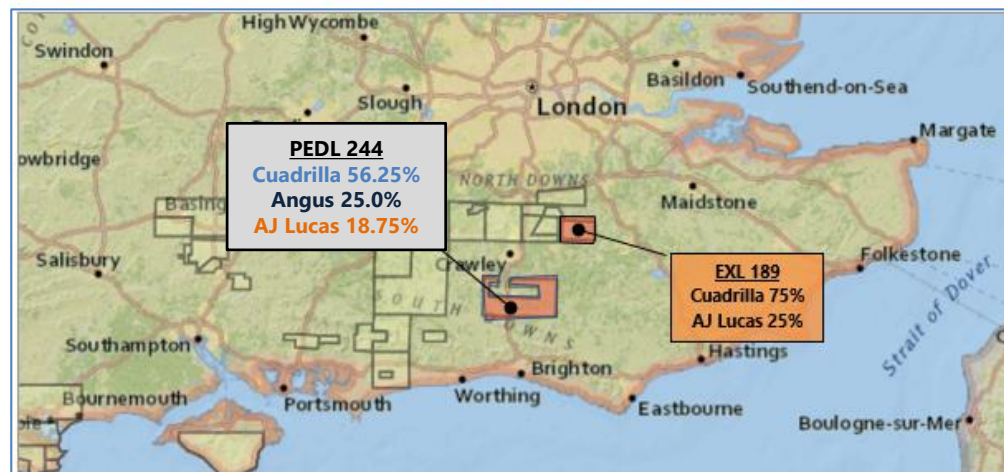 High Wycombe
Swindon
Basildon
Southend-on-Sea
Slough
London
Margate
PEDL 244
Cuadrilla 56.25%
Angus 25.0%
AJ Lucas 18.75%
owbridge
NORTH DOWNS
Maidstone
Basing
Salisbury
Crawley
Folkestone
EXL 189
Cuadrilla 75%
AJ Lucas 25%
SOUTH
OWNS
Strait of Dover
Southampton
Hastings
Brighton
Bournemouth
Portsmouth
Worthing
Eastbourne
Boulogne-sur-Mer